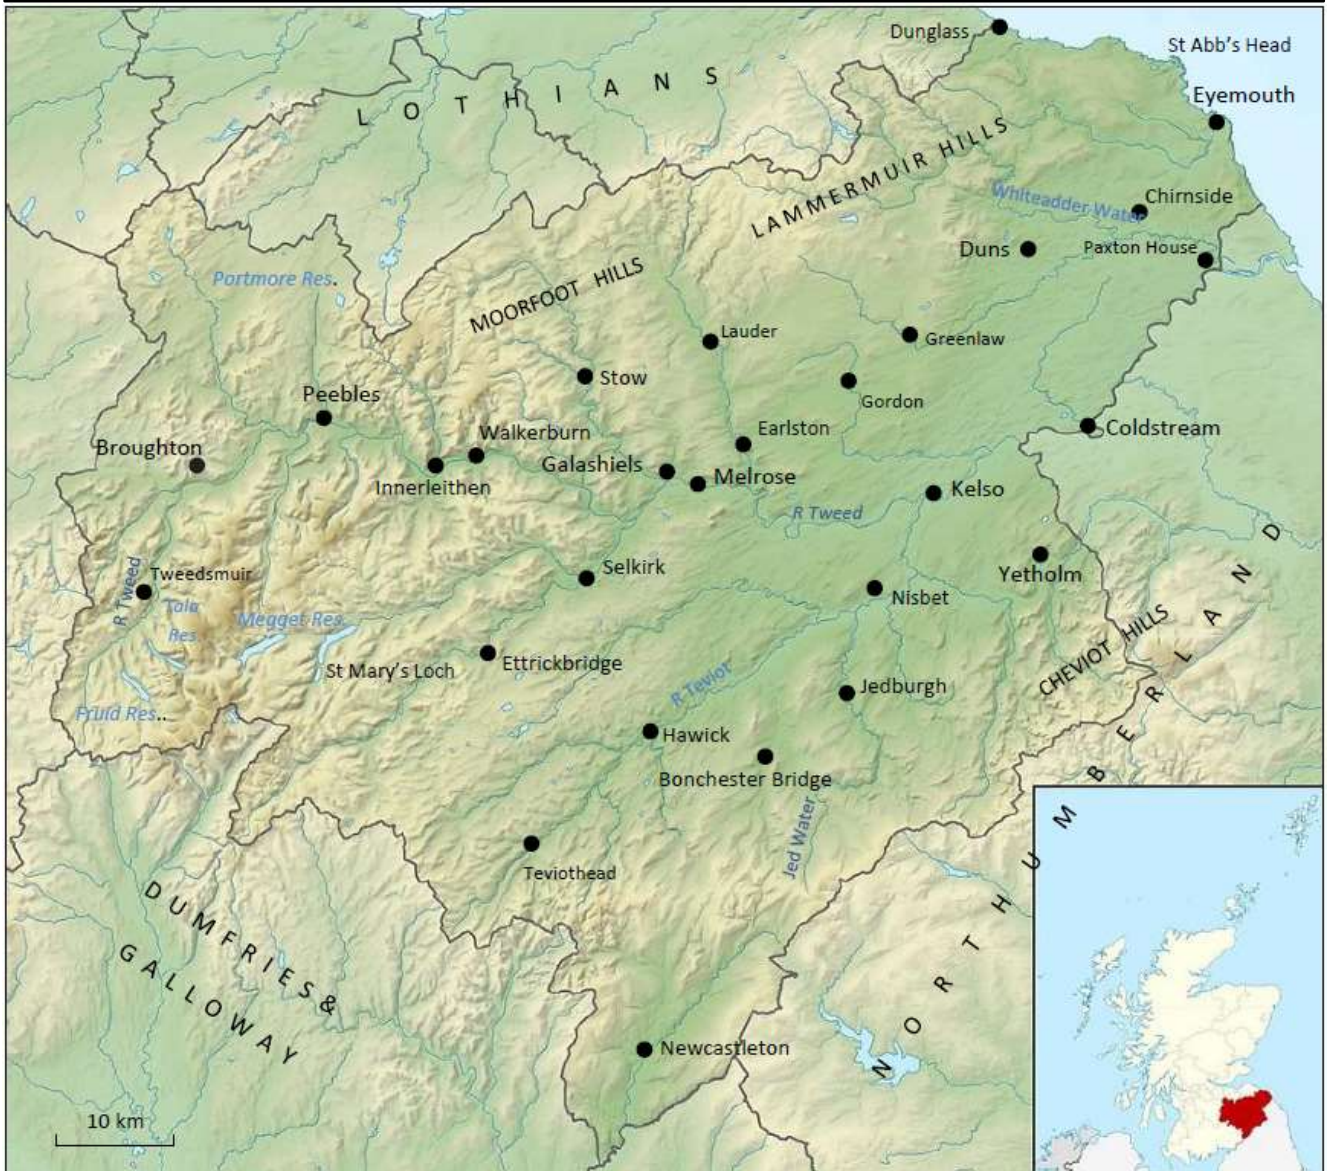 Dunglass
St Abb's Head
LOTHIANS
Eyemouth
LAMMERMUIR HILLS
Whiteadder Water
Chirnside
Duns
Paxton House
Portmore Res.
MOORFOOT HILLS
Lauder
Greenlaw
Stow
Peebles
Gordon
Walkerburn
Earlston
Coldstream
Broughton
Galashiels
Melrose
Innerleithen
Kelso
R Tweed
Selkirk
Tweedsmuir
Yetholm
R Tweed
Nisbet
Tala
Res
Megget Res.
St Mary's Loch
Ettrickbridge
CHEVIOT HILLS
R Teviot
Jedburgh
Fruid Res..
Hawick
Bonchester Bridge
Jed Water
Teviothead
NORTHUMBERLAND
DUMFRIES &
GALLOWAY
Newcastleton
10 km